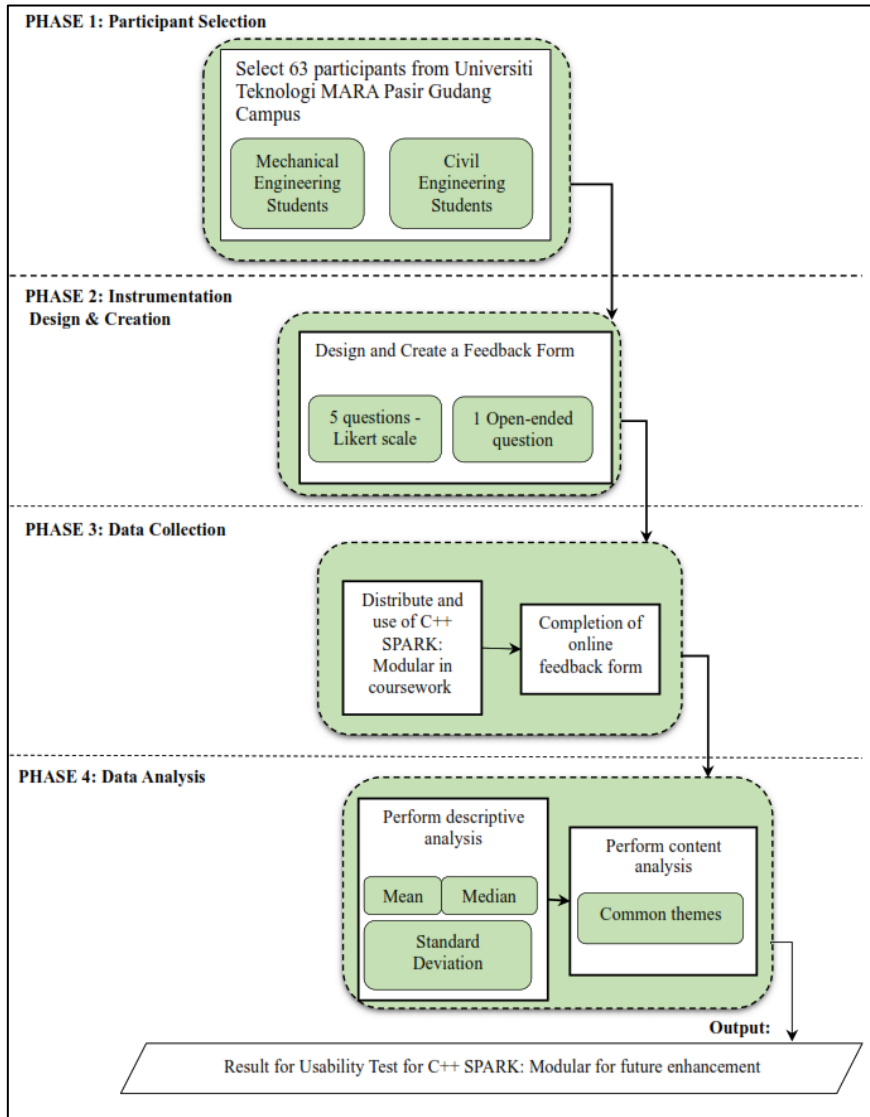 PHASE 1: Participant Selection
Select 63 participants from Universiti
Teknologi MARA Pasir Gudang
Campus
Mechanical
Engineering
Students
Civil
Engineering
Students
PHASE 2: Instrumentation
Design & Creation
Design and Create a Feedback Form
5 questions -
Likert scale
1 Open-ended
question
PHASE 3: Data Collection
Distribute and
use of C++
SPARK:
Modular in
coursework
Completion of
online
feedback form
PHASE 4: Data Analysis
Perform descriptive
analysis
Mean
Median
Standard
Deviation
Perform content
analysis
Common themes
Output:
Result for Usability Test for C++ SPARK: Modular for future enhancement